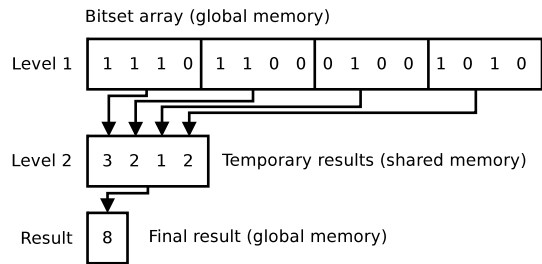 Bitset array (global memory)
Level 1 1 1 1 0 1 1 0 0 0 1 0 0 1 0 1 0
Level 2 3 2 1 2 Temporary results (shared memory)
Result 8 Final result (global memory)